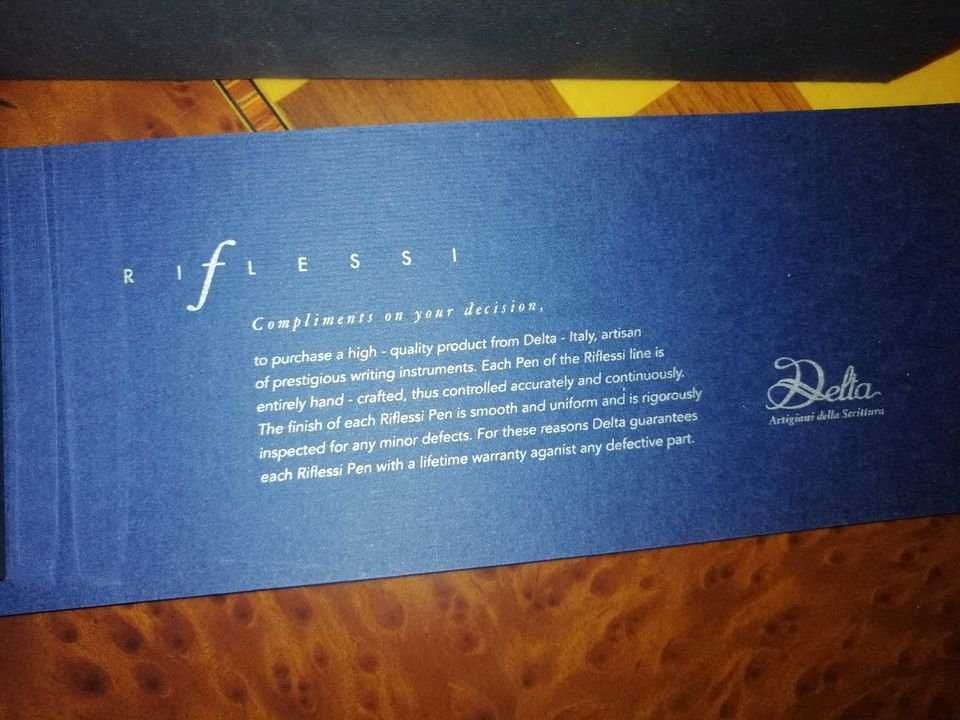 RIfLESSI
Compliments on your decision,
to purchase a high - quality product from Delta - Italy, artisan
of prestigious writing instruments. Each Pen of the Riflessi line is
entirely hand - crafted, thus controlled accurately and continuously.
The finish of each Riflessi Pen is smooth and uniform and is rigorously
inspected for any minor defects. For these reasons Delta guarantees
each Riflessi Pen with a lifetime warranty aganist any defective part.
Delta
Artigiani della Scrittura